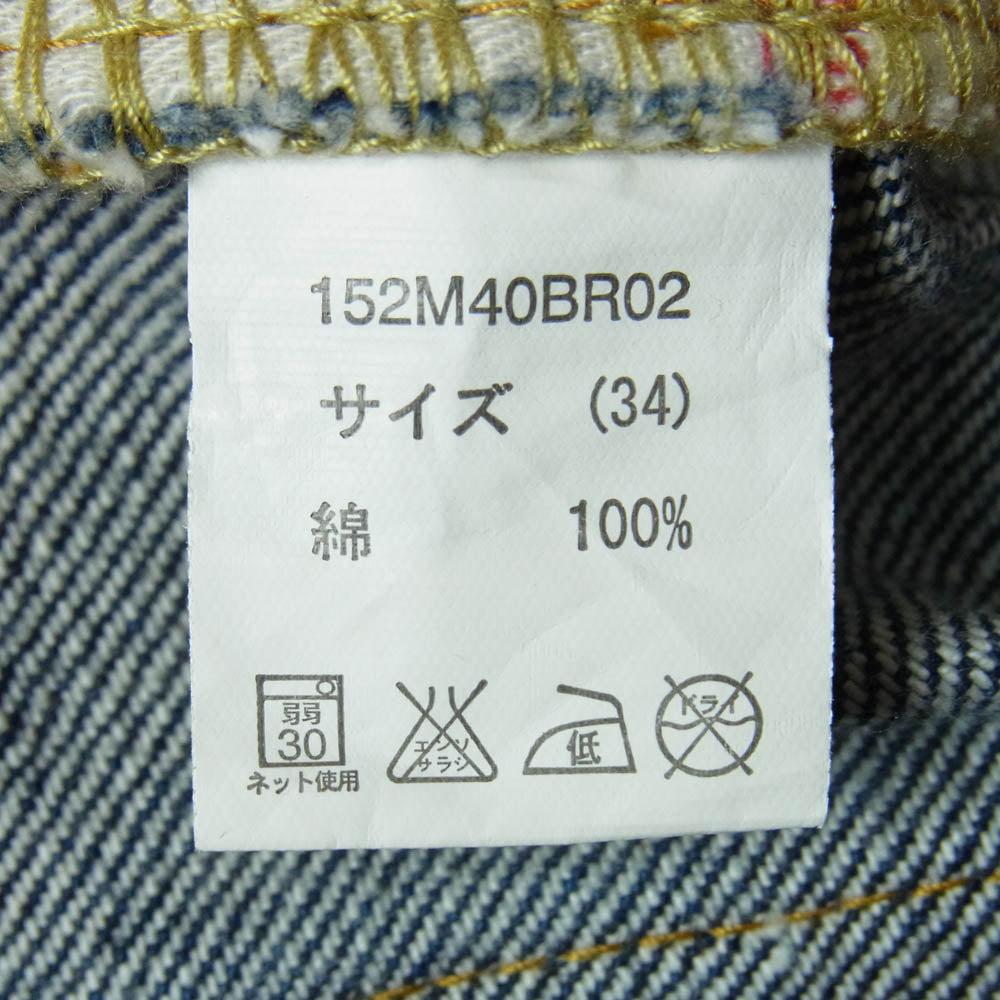 152M40BR02
サイズ (34)
綿 100%
弱
30
ネット使用
エンソ
サラシ
低
ドライ